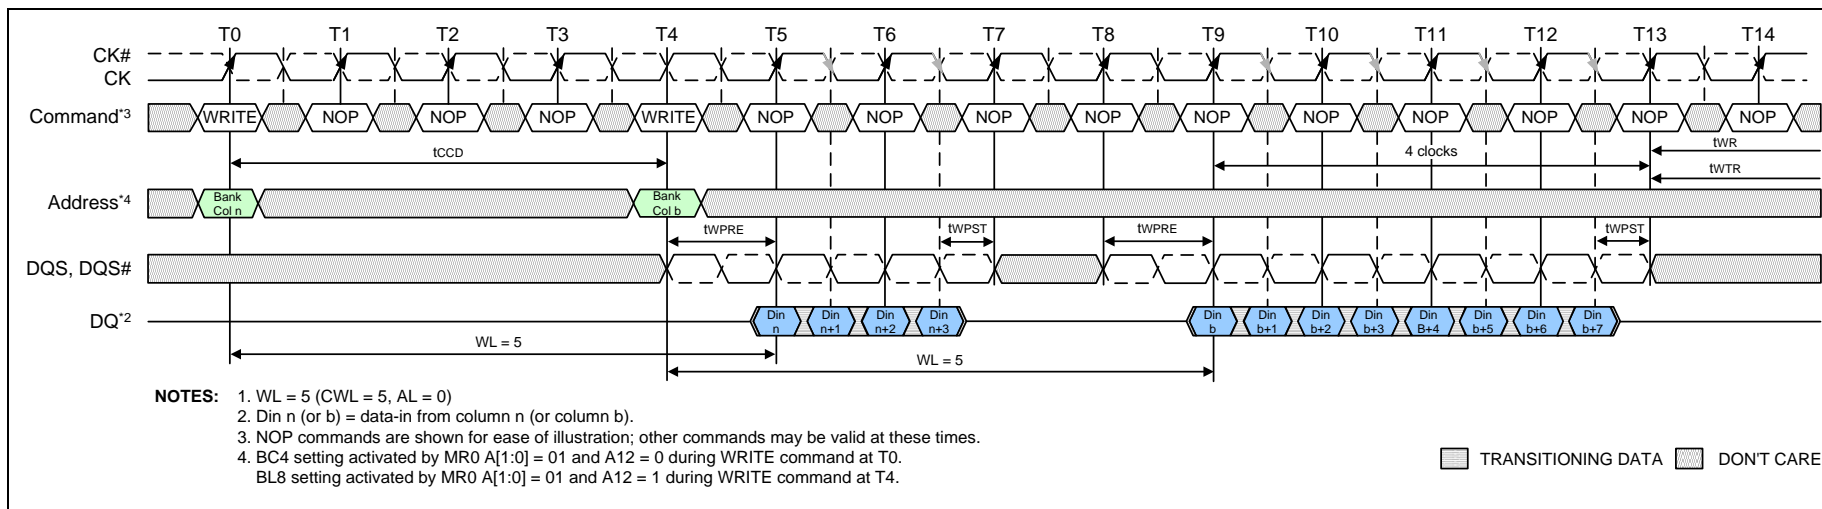 T0 T1 T2 T3 T4 T5 T6 T7 T8 T9 T10 T11 T12 T13 T14
CK#
CK
Command*3 WRITE NOP NOP NOP WRITE NOP NOP NOP NOP NOP NOP NOP NOP NOP NOP
tCCD 4 clocks tWR
tWTR
Address*4 Bank Col n Bank Col b
tWPRE tWPST tWPRE tWPST
DQS, DQS#
DQ*2 Din n Din n+1 Din n+2 Din n+3 Din b Din b+1 Din b+2 Din b+3 Din B+4 Din b+5 Din b+6 Din b+7
WL = 5 WL = 5
NOTES: 1. WL = 5 (CWL = 5, AL = 0)
2. Din n (or b) = data-in from column n (or column b).
3. NOP commands are shown for ease of illustration; other commands may be valid at these times.
4. BC4 setting activated by MR0 A[1:0] = 01 and A12 = 0 during WRITE command at T0.
BL8 setting activated by MR0 A[1:0] = 01 and A12 = 1 during WRITE command at T4.
TRANSITIONING DATA DON'T CARE